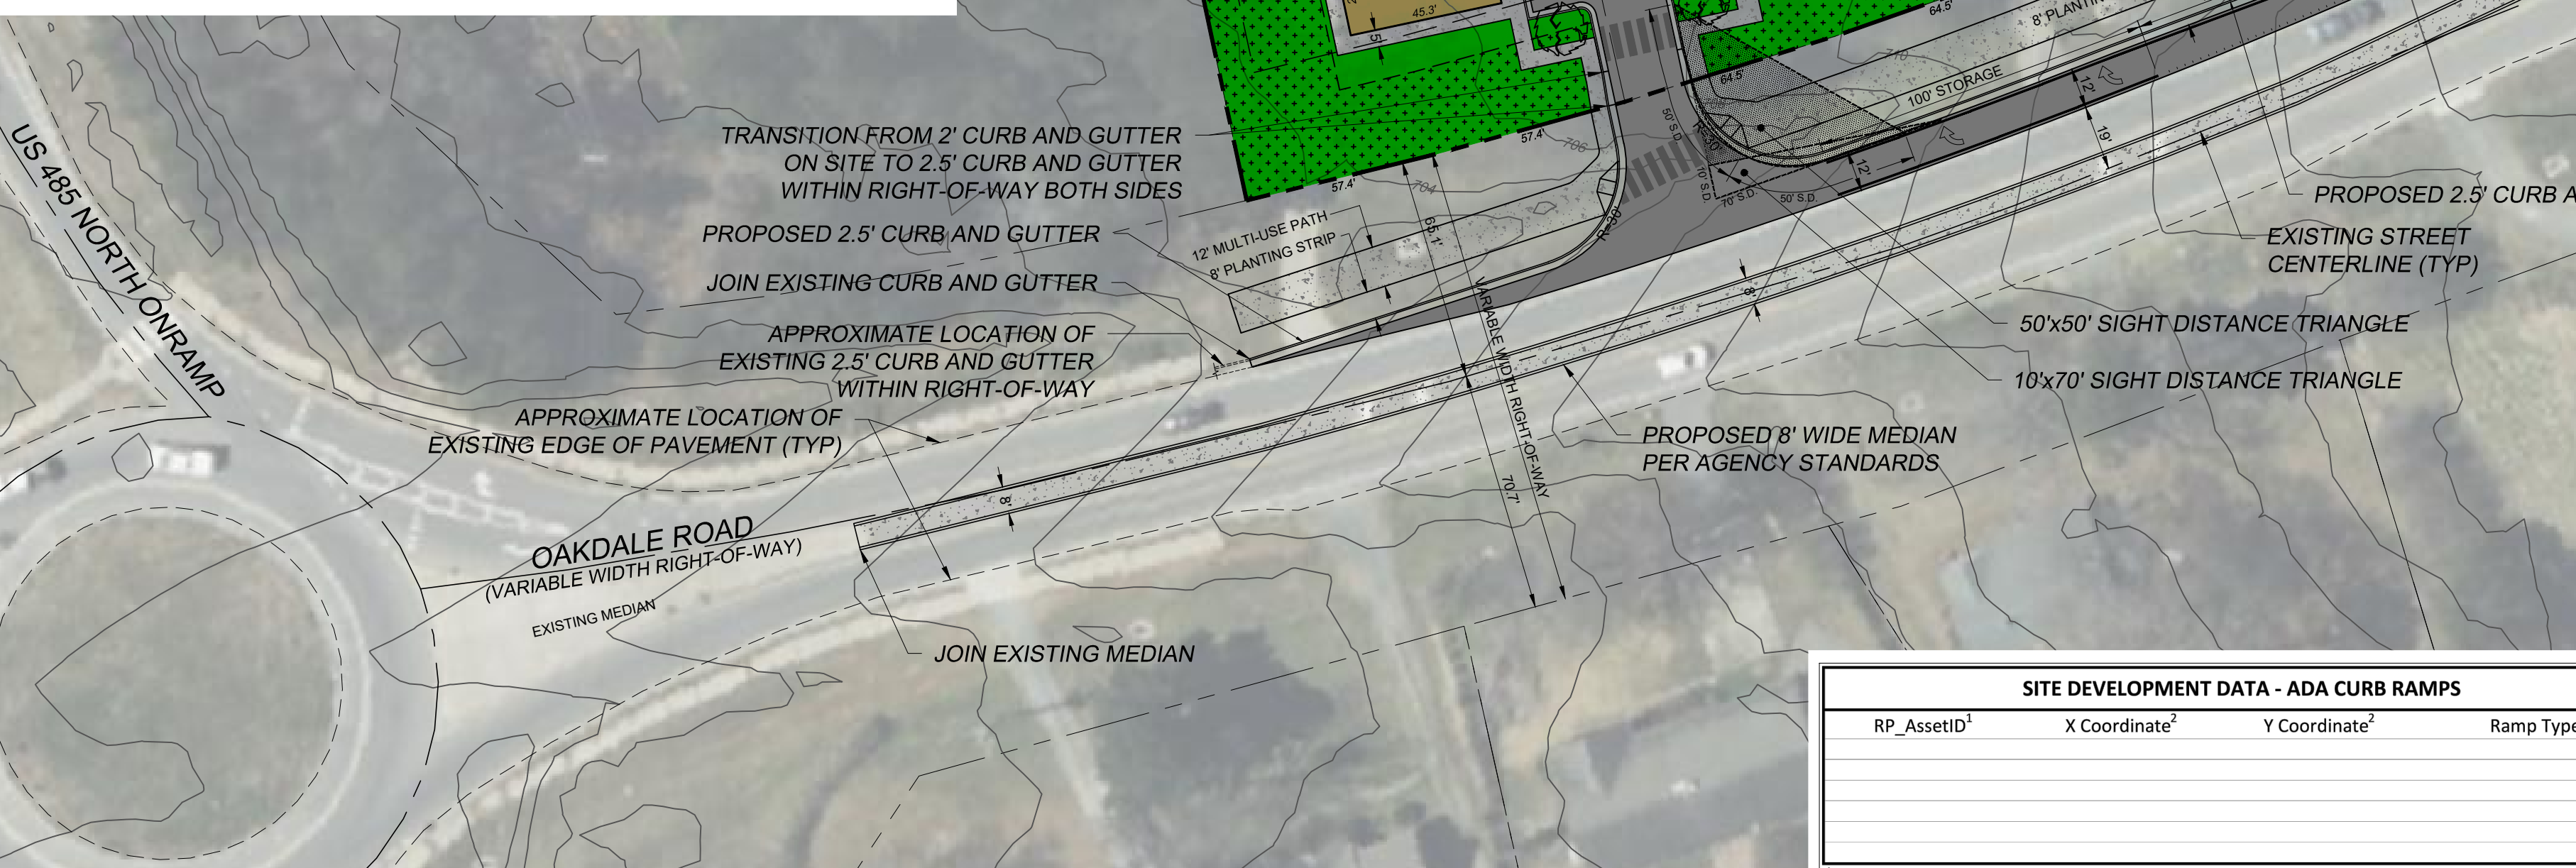 45.3'
5'
64.5'
8' PLANTIN
US 485 NORTH ONRAMP
TRANSITION FROM 2' CURB AND GUTTER
ON SITE TO 2.5' CURB AND GUTTER
WITHIN RIGHT-OF-WAY BOTH SIDES
57.4'
57.4'
706
704
710
64.5'
100' STORAGE
12'
19'
12'
50' S.D.
R=30'
10' S.D.
70' S.D.
50' S.D.
PROPOSED 2.5' CURB AND GUTTER
12' MULTI-USE PATH
8' PLANTING STRIP
65.1'
R=30'
PROPOSED 2.5' CURB A
EXISTING STREET
CENTERLINE (TYP)
JOIN EXISTING CURB AND GUTTER
8'
VARIABLE WIDTH RIGHT-OF-WAY
50'x50' SIGHT DISTANCE TRIANGLE
APPROXIMATE LOCATION OF
EXISTING 2.5' CURB AND GUTTER
WITHIN RIGHT-OF-WAY
10'x70' SIGHT DISTANCE TRIANGLE
APPROXIMATE LOCATION OF
EXISTING EDGE OF PAVEMENT (TYP)
PROPOSED 8' WIDE MEDIAN
PER AGENCY STANDARDS
70.7'
8'
OAKDALE ROAD
(VARIABLE WIDTH RIGHT-OF-WAY)
EXISTING MEDIAN
JOIN EXISTING MEDIAN
SITE DEVELOPMENT DATA - ADA CURB RAMPS
RP_AssetID¹ X Coordinate² Y Coordinate² Ramp Type